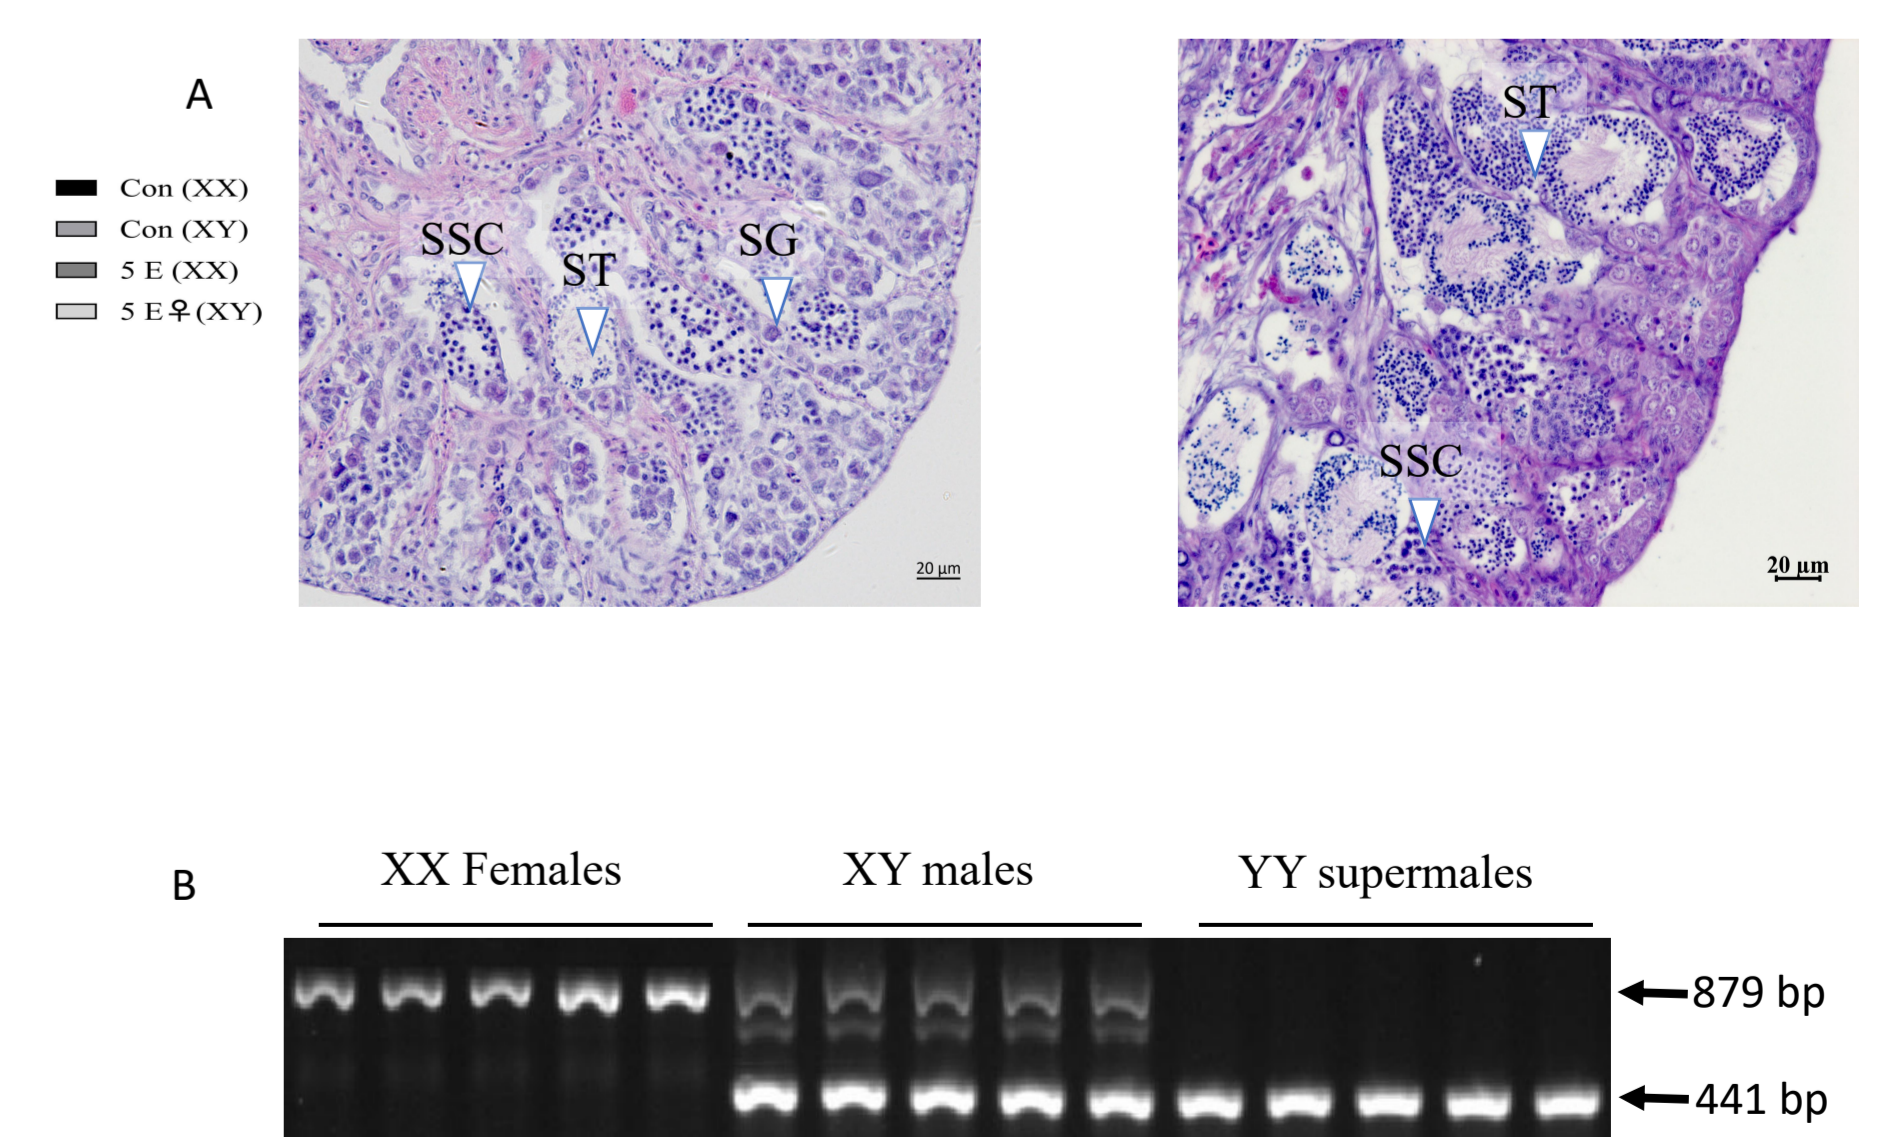 A
Con (XX)
Con (XY)
5 E (XX)
5 E♀(XY)
SSC
ST
SG
20 μm
ST
SSC
20 μm
B
XX Females
XY males
YY supermales
879 bp
441 bp